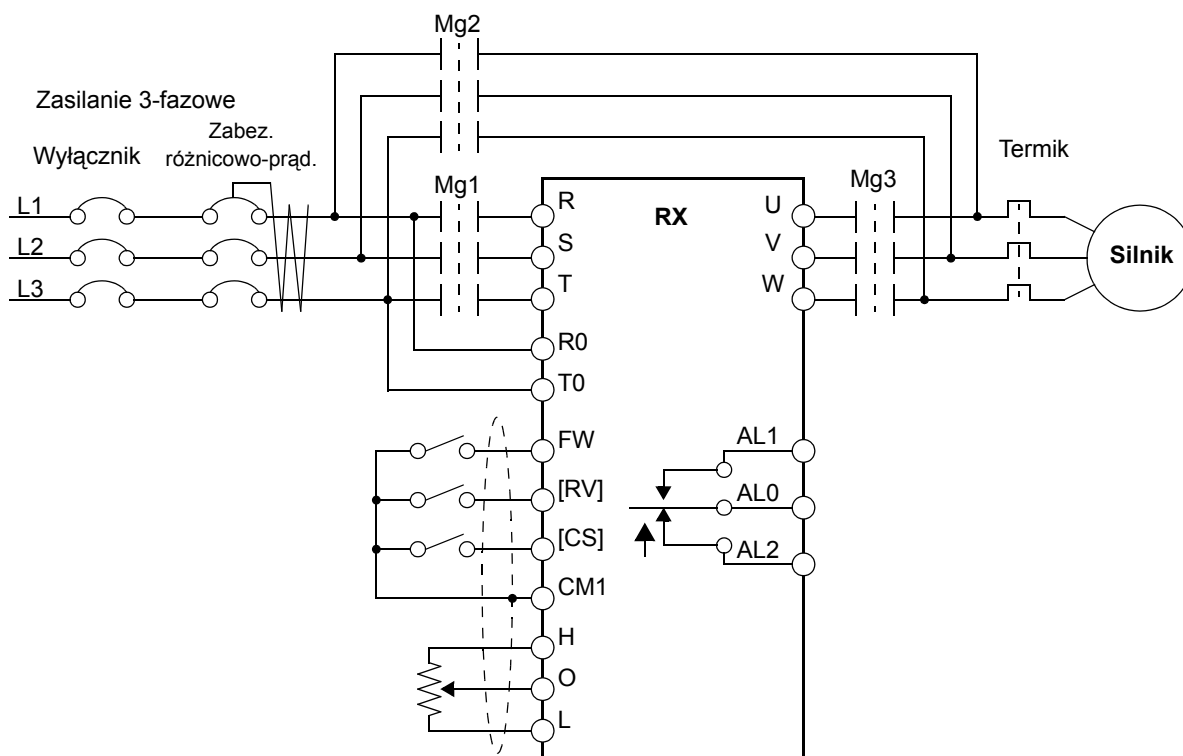 Mg2
Zasilanie 3-fazowe
Zabez.
różnicowo-prąd.
Wyłącznik
Termik
Mg1
Mg3
L1
L2
L3
R
S
T
R0
T0
RX
U
V
W
Silnik
FW
[RV]
[CS]
CM1
H
O
L
AL1
AL0
AL2